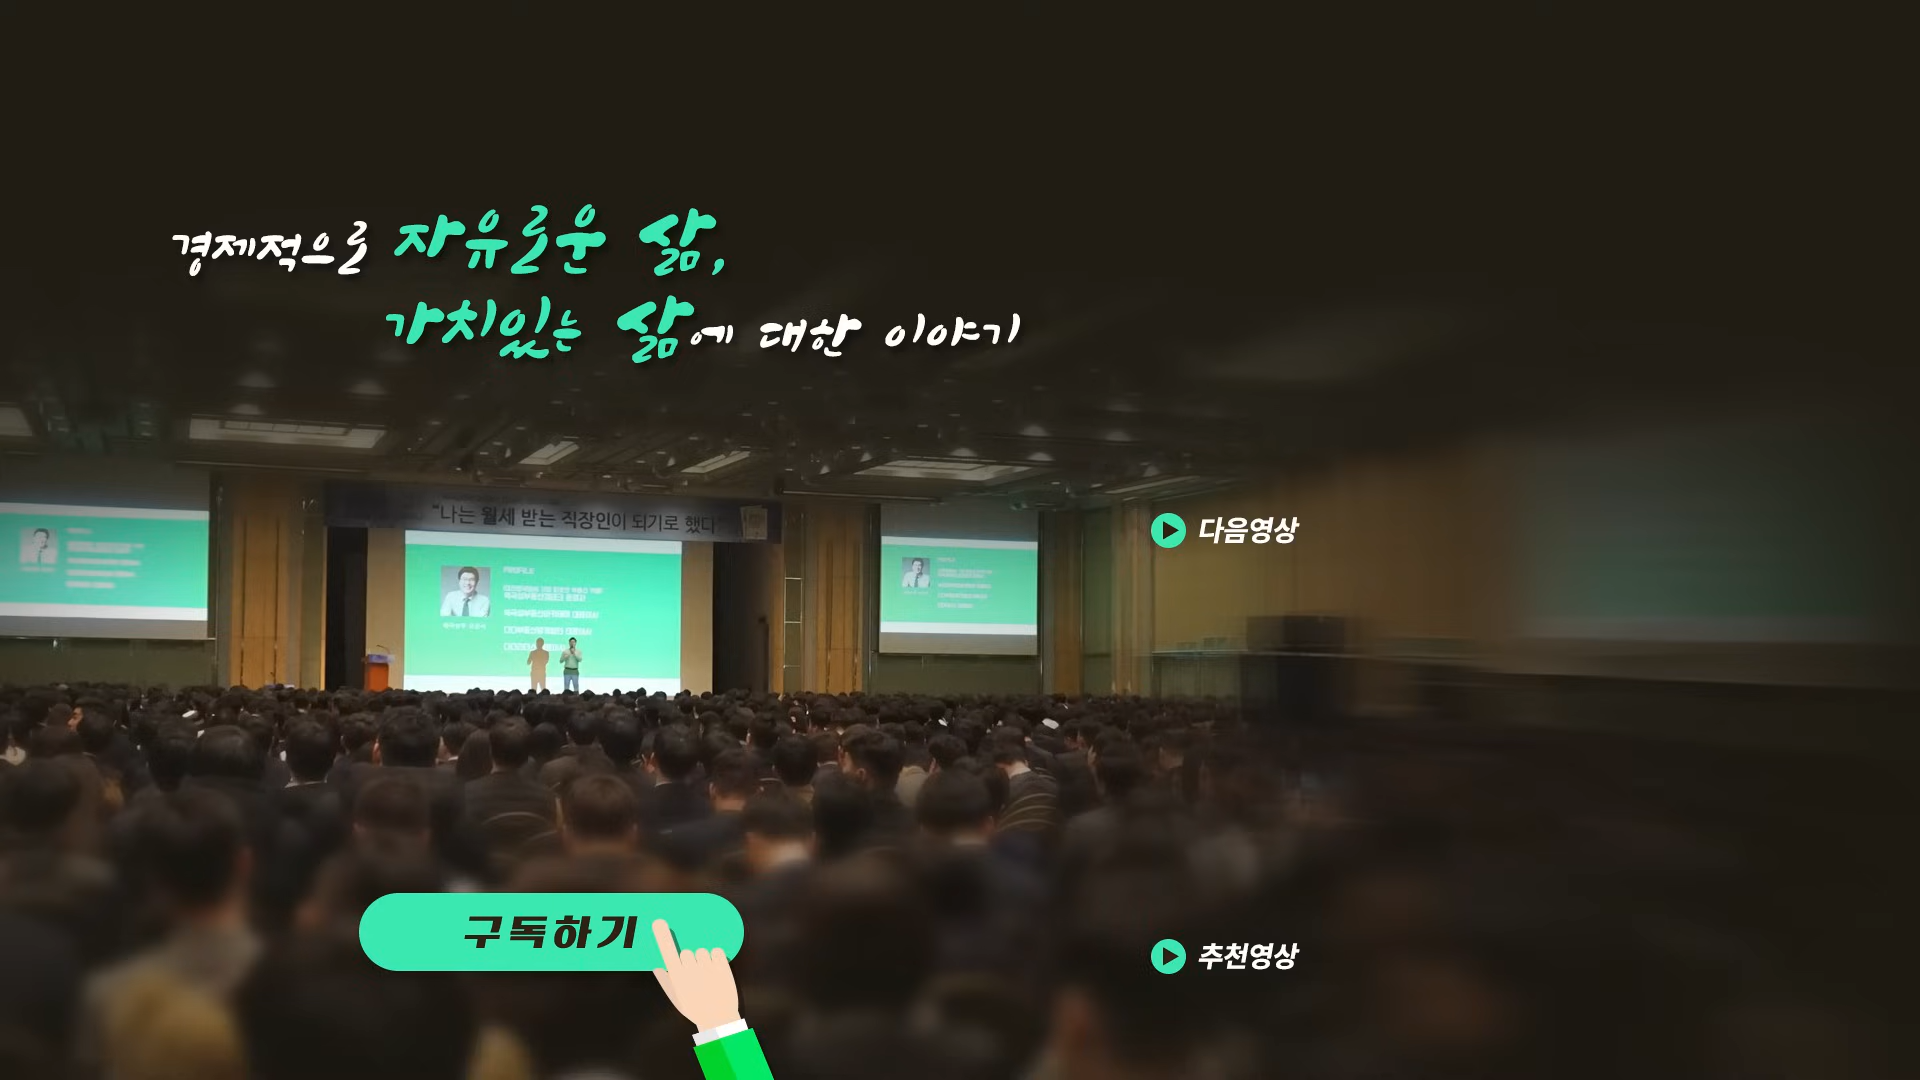 경제적으로 자유로운 삶,
가치있는 삶에 대한 이야기
"나는 월세 받는 직장인이 되기로 했다"
PROFILE
다음영상
구독하기
추천영상